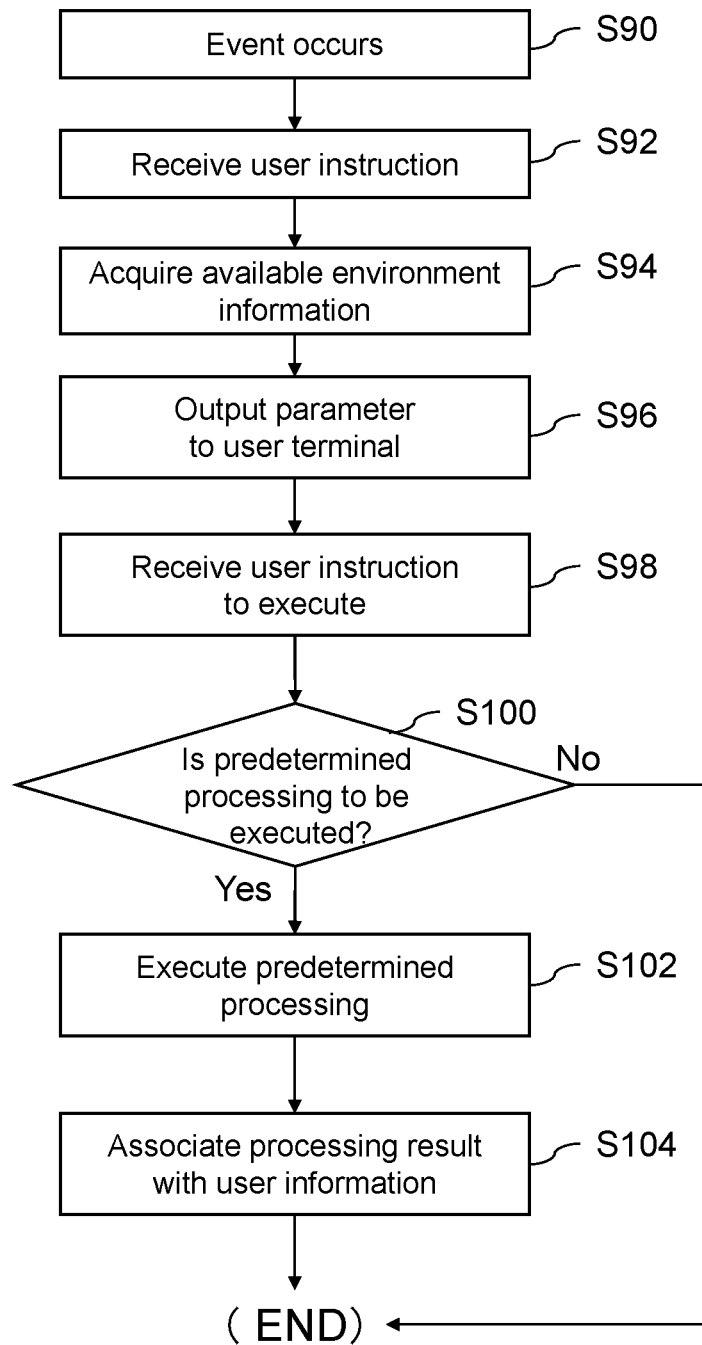 Event occurs
S90
Receive user instruction
S92
Acquire available environment
information
S94
Output parameter
to user terminal
S96
Receive user instruction
to execute
S98
S100
Is predetermined
processing to be
executed?
No
Yes
Execute predetermined
processing
S102
Associate processing result
with user information
S104
( END)